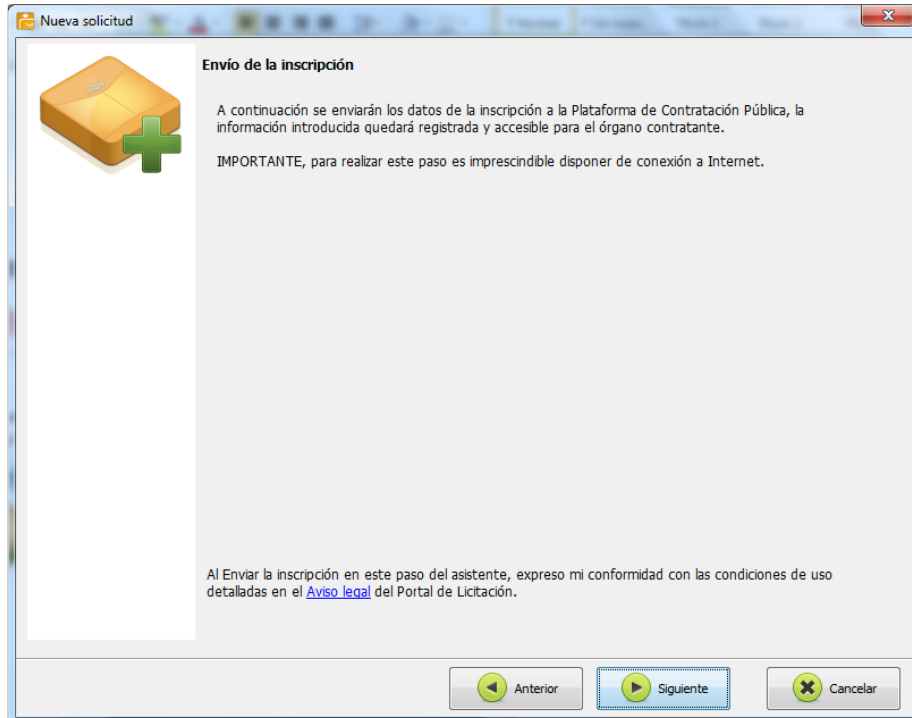 Nueva solicitud
Envío de la inscripción
A continuación se enviarán los datos de la inscripción a la Plataforma de Contratación Pública, la
información introducida quedará registrada y accesible para el órgano contratante.
IMPORTANTE, para realizar este paso es imprescindible disponer de conexión a Internet.
Al Enviar la inscripción en este paso del asistente, expreso mi conformidad con las condiciones de uso
detalladas en el Aviso legal del Portal de Licitación.
Anterior
Siguiente
Cancelar